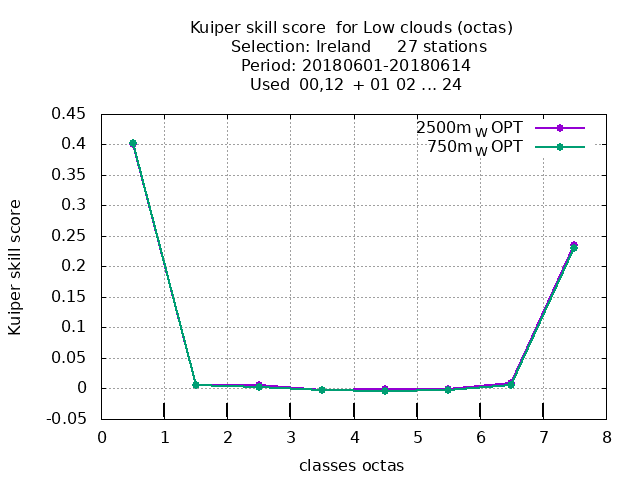 Kuiper skill score  for Low clouds (octas)
Selection: Ireland     27 stations
Period: 20180601-20180614
Used  00,12  + 01 02 ... 24
2500m W OPT
750m W OPT
0.45
0.4
0.35
0.3
0.25
0.2
0.15
0.1
0.05
0
-0.05
Kuiper skill score
0 1 2 3 4 5 6 7 8
classes octas